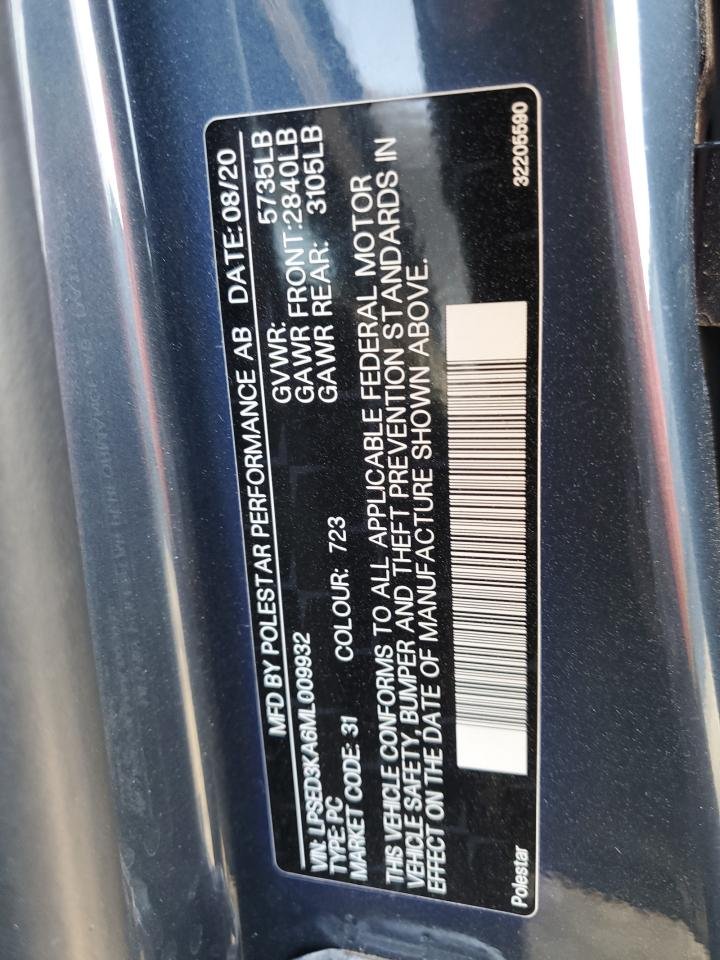 MFD BY POLESTAR PERFORMANCE AB DATE: 08/20
VIN: LPSED3KA6ML009932 GVWR: 5735LB
TYPE: PC GAWR FRONT:2840LB
MARKET CODE: 31 COLOUR: 723 GAWR REAR: 3105LB
THIS VEHICLE CONFORMS TO ALL APPLICABLE FEDERAL MOTOR
VEHICLE SAFETY, BUMPER AND THEFT PREVENTION STANDARDS IN
EFFECT ON THE DATE OF MANUFACTURE SHOWN ABOVE.
Polestar 32205590